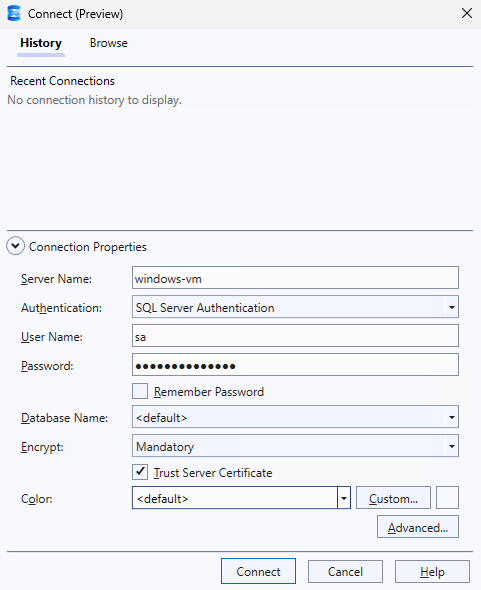 Connect (Preview)
History Browse
Recent Connections
No connection history to display.
Connection Properties
Server Name: windows-vm
Authentication: SQL Server Authentication
User Name: sa
Password: ●●●●●●●●●●●●●●
Remember Password
Database Name: <default>
Encrypt: Mandatory
Trust Server Certificate
Color: <default> Custom...
Advanced...
Connect Cancel Help